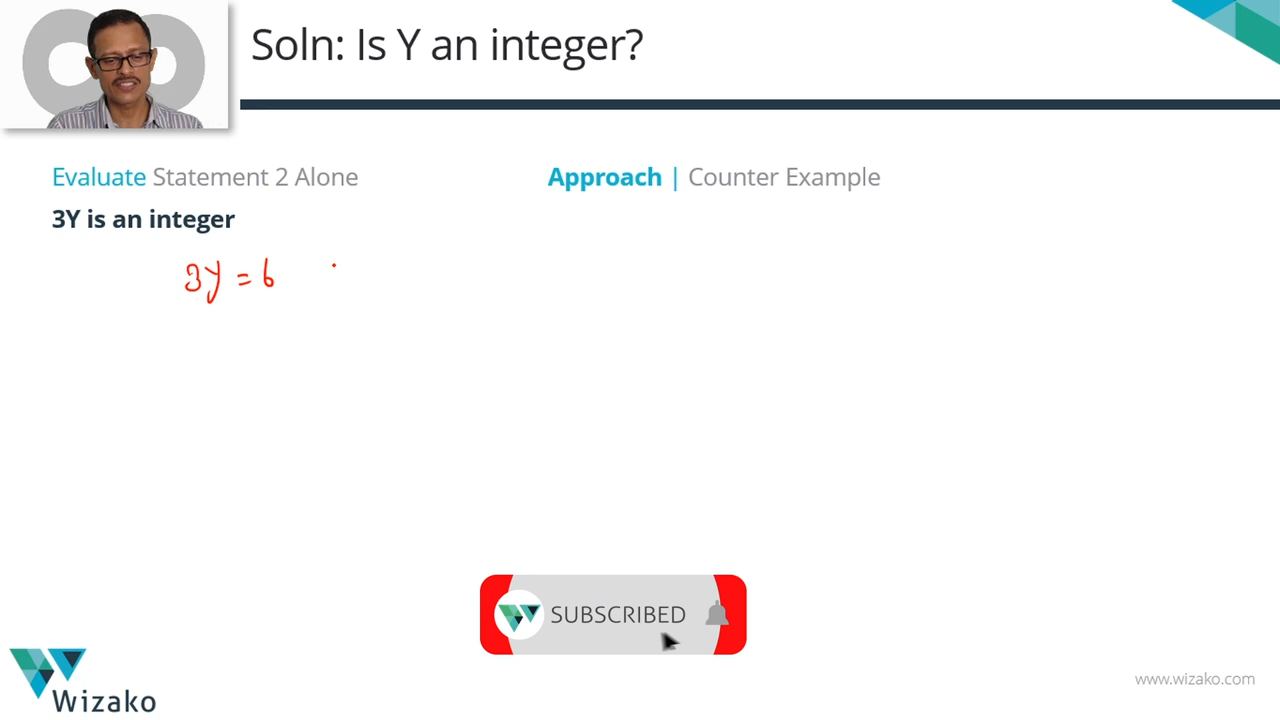 Soln: Is Y an integer?
Evaluate Statement 2 Alone
Approach | Counter Example
3Y is an integer
3Y = 6
SUBSCRIBED
Wizako
www.wizako.com